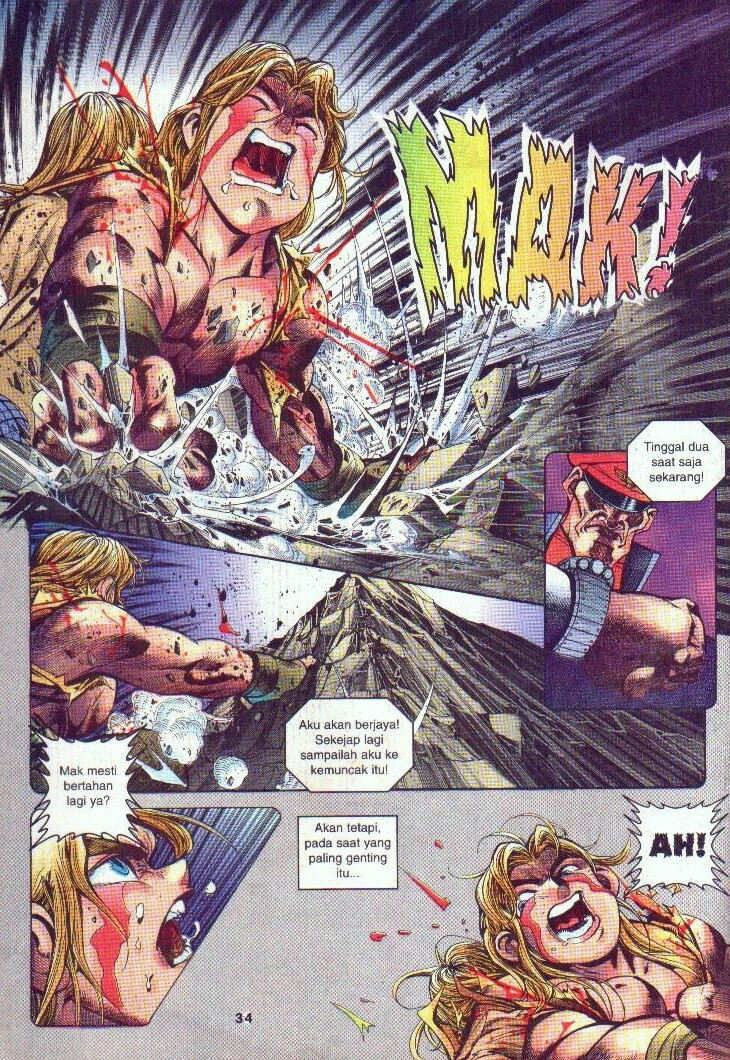 MAK!
Tinggal dua
saat saja
sekarang!
Aku akan berjaya!
Sekejap lagi
sampailah aku ke
kemuncak itu!
Mak mesti
bertahan
lagi ya?
Akan tetapi,
pada saat yang
paling genting
itu...
AH!
34